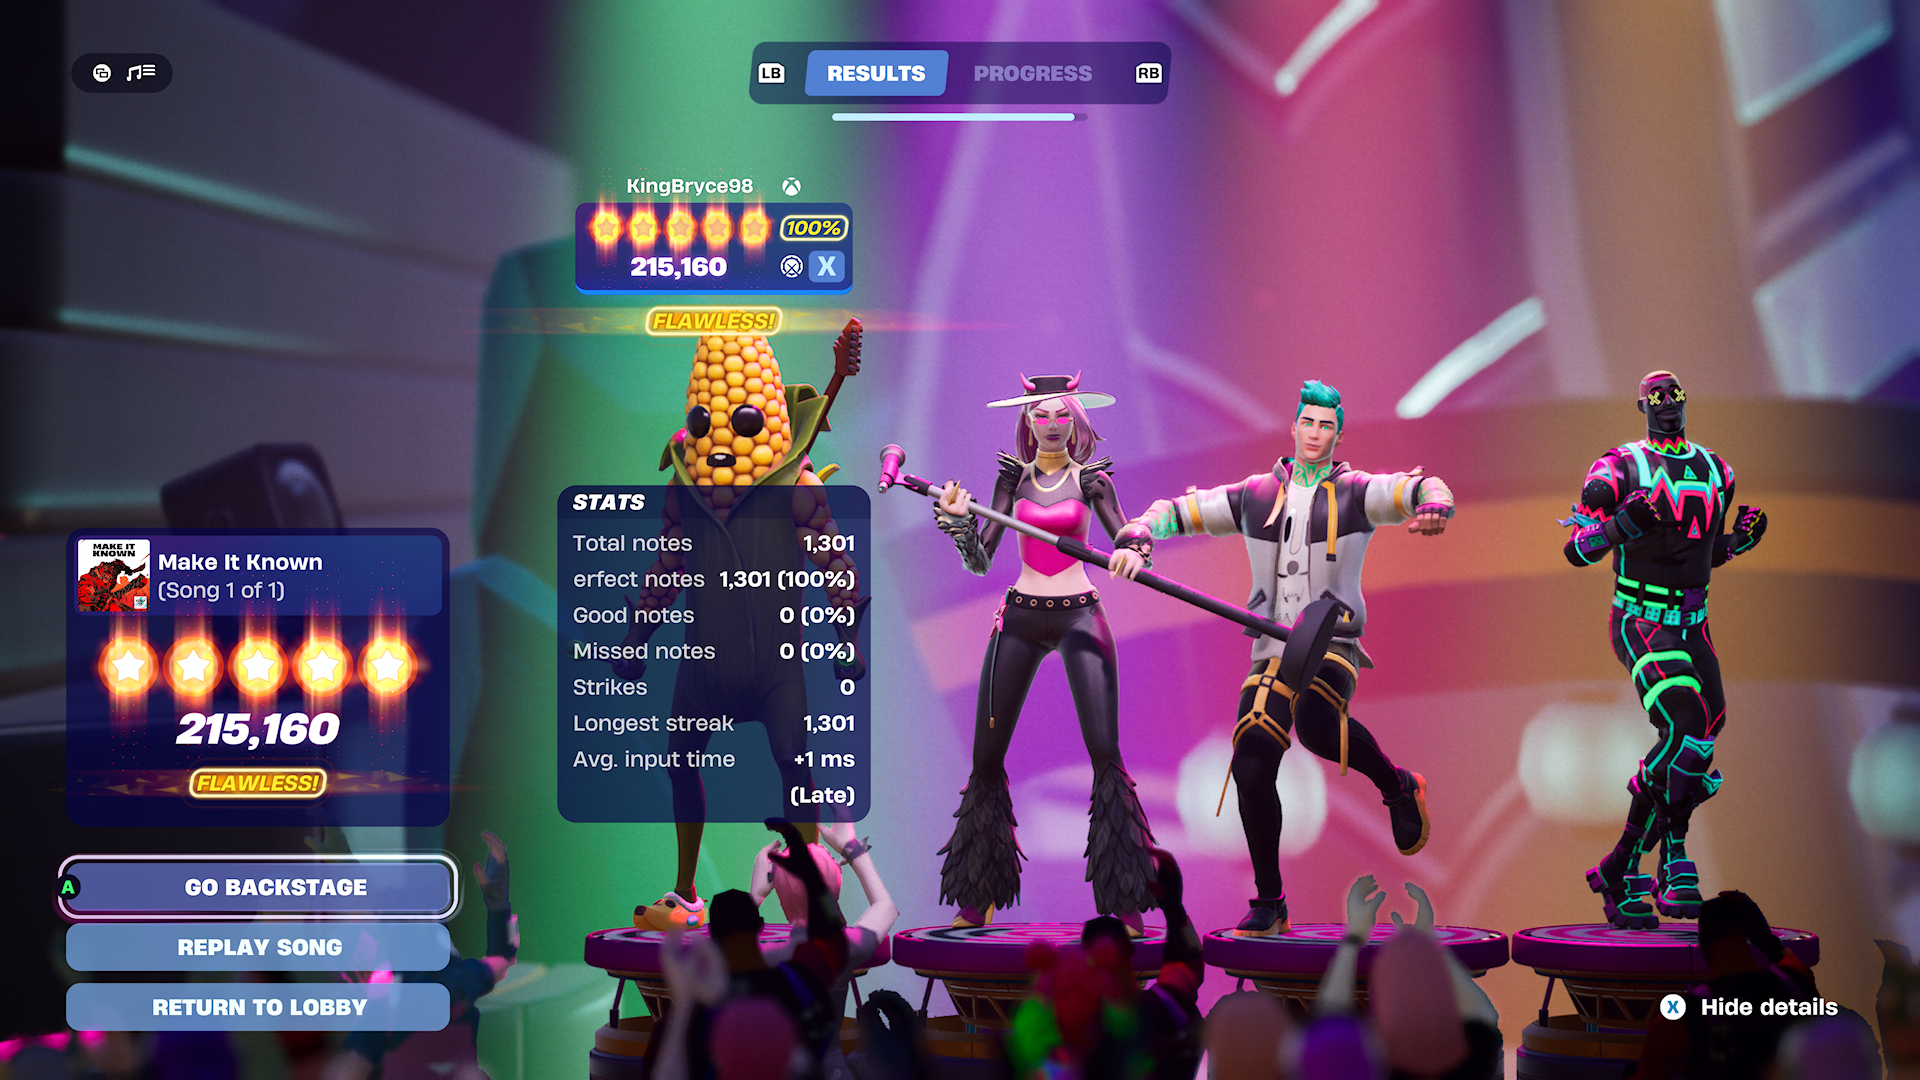 LB RESULTS PROGRESS RB
KingBryce98
100%
215,160 X
FLAWLESS!
STATS
Total notes 1,301
erfect notes 1,301 (100%)
Good notes 0 (0%)
Missed notes 0 (0%)
Strikes 0
Longest streak 1,301
Avg. input time +1 ms
(Late)
MAKE IT
KNOWN
Make It Known
(Song 1 of 1)
215,160
FLAWLESS!
A GO BACKSTAGE
REPLAY SONG
RETURN TO LOBBY
X Hide details